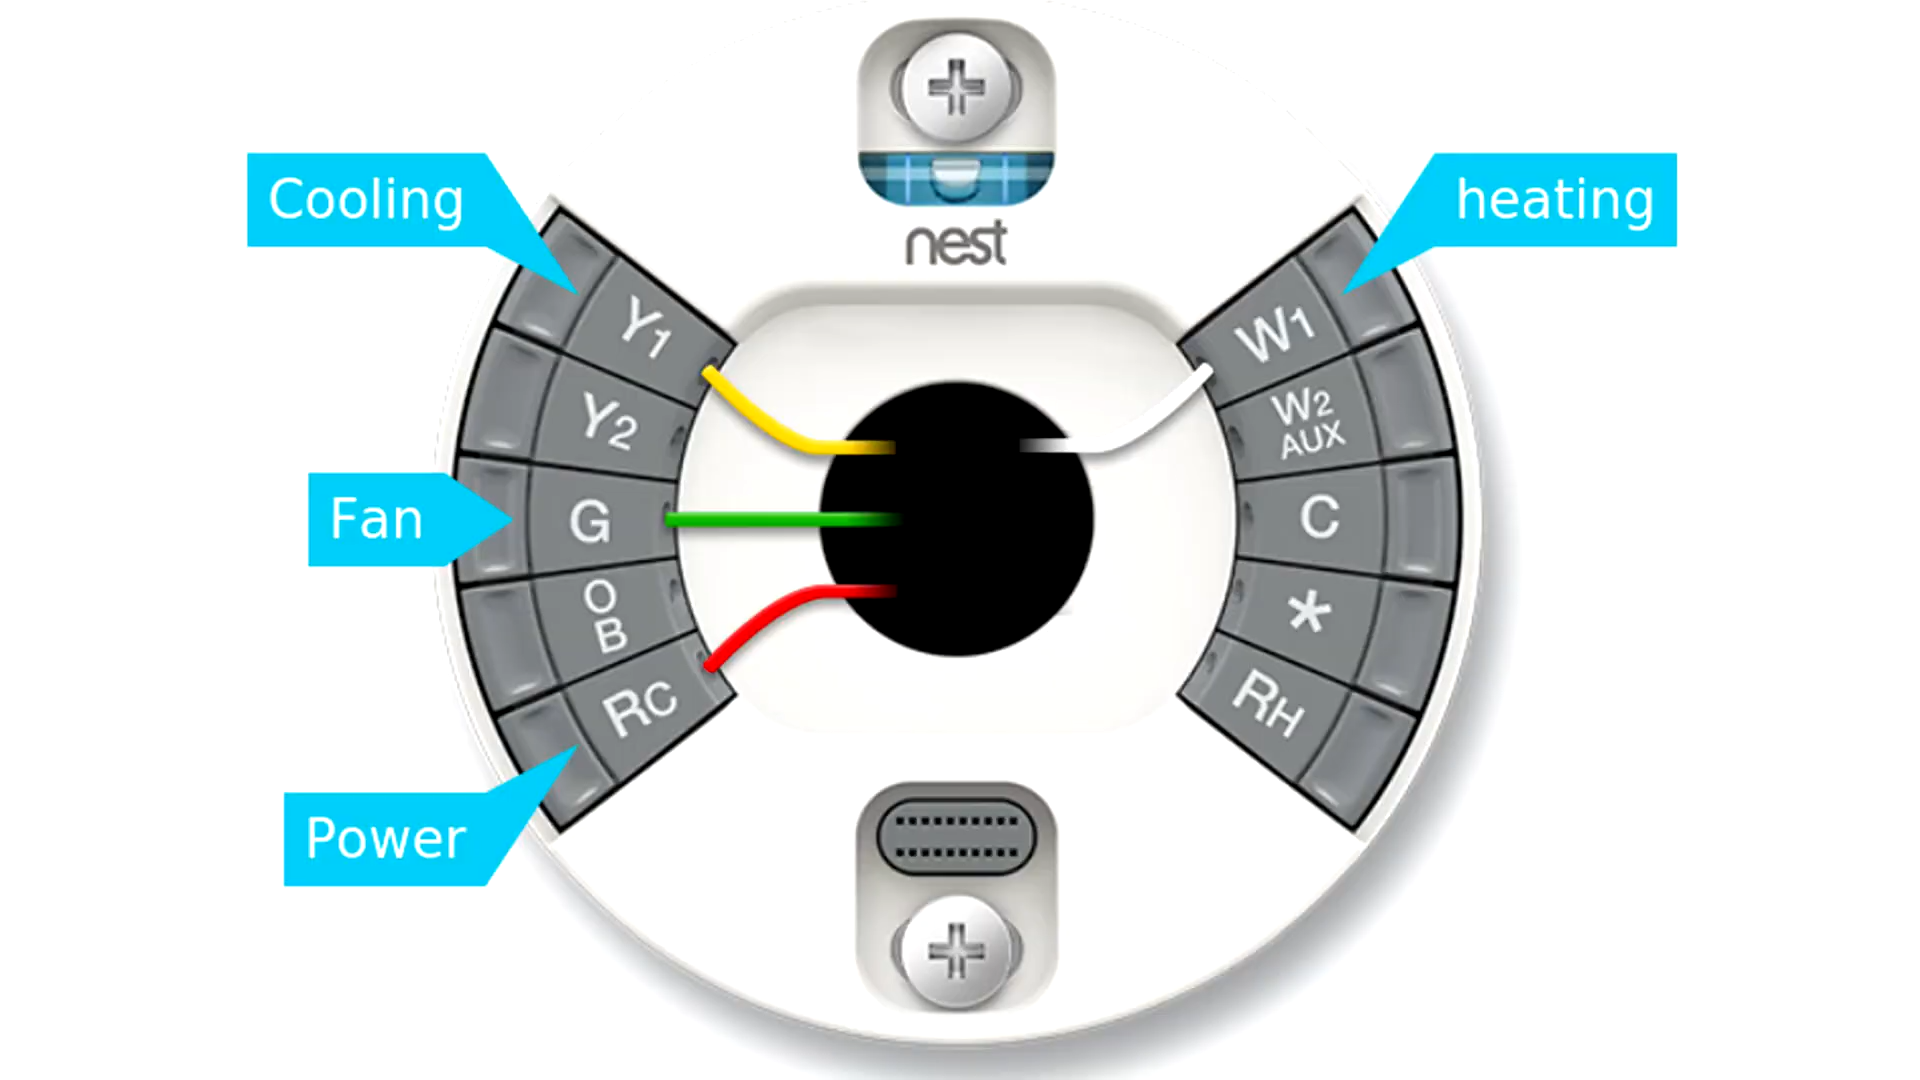 nest
Cooling
heating
Y1
Y2
Fan
G
O
B
RC
Power
W1
W2
AUX
C
*
RH